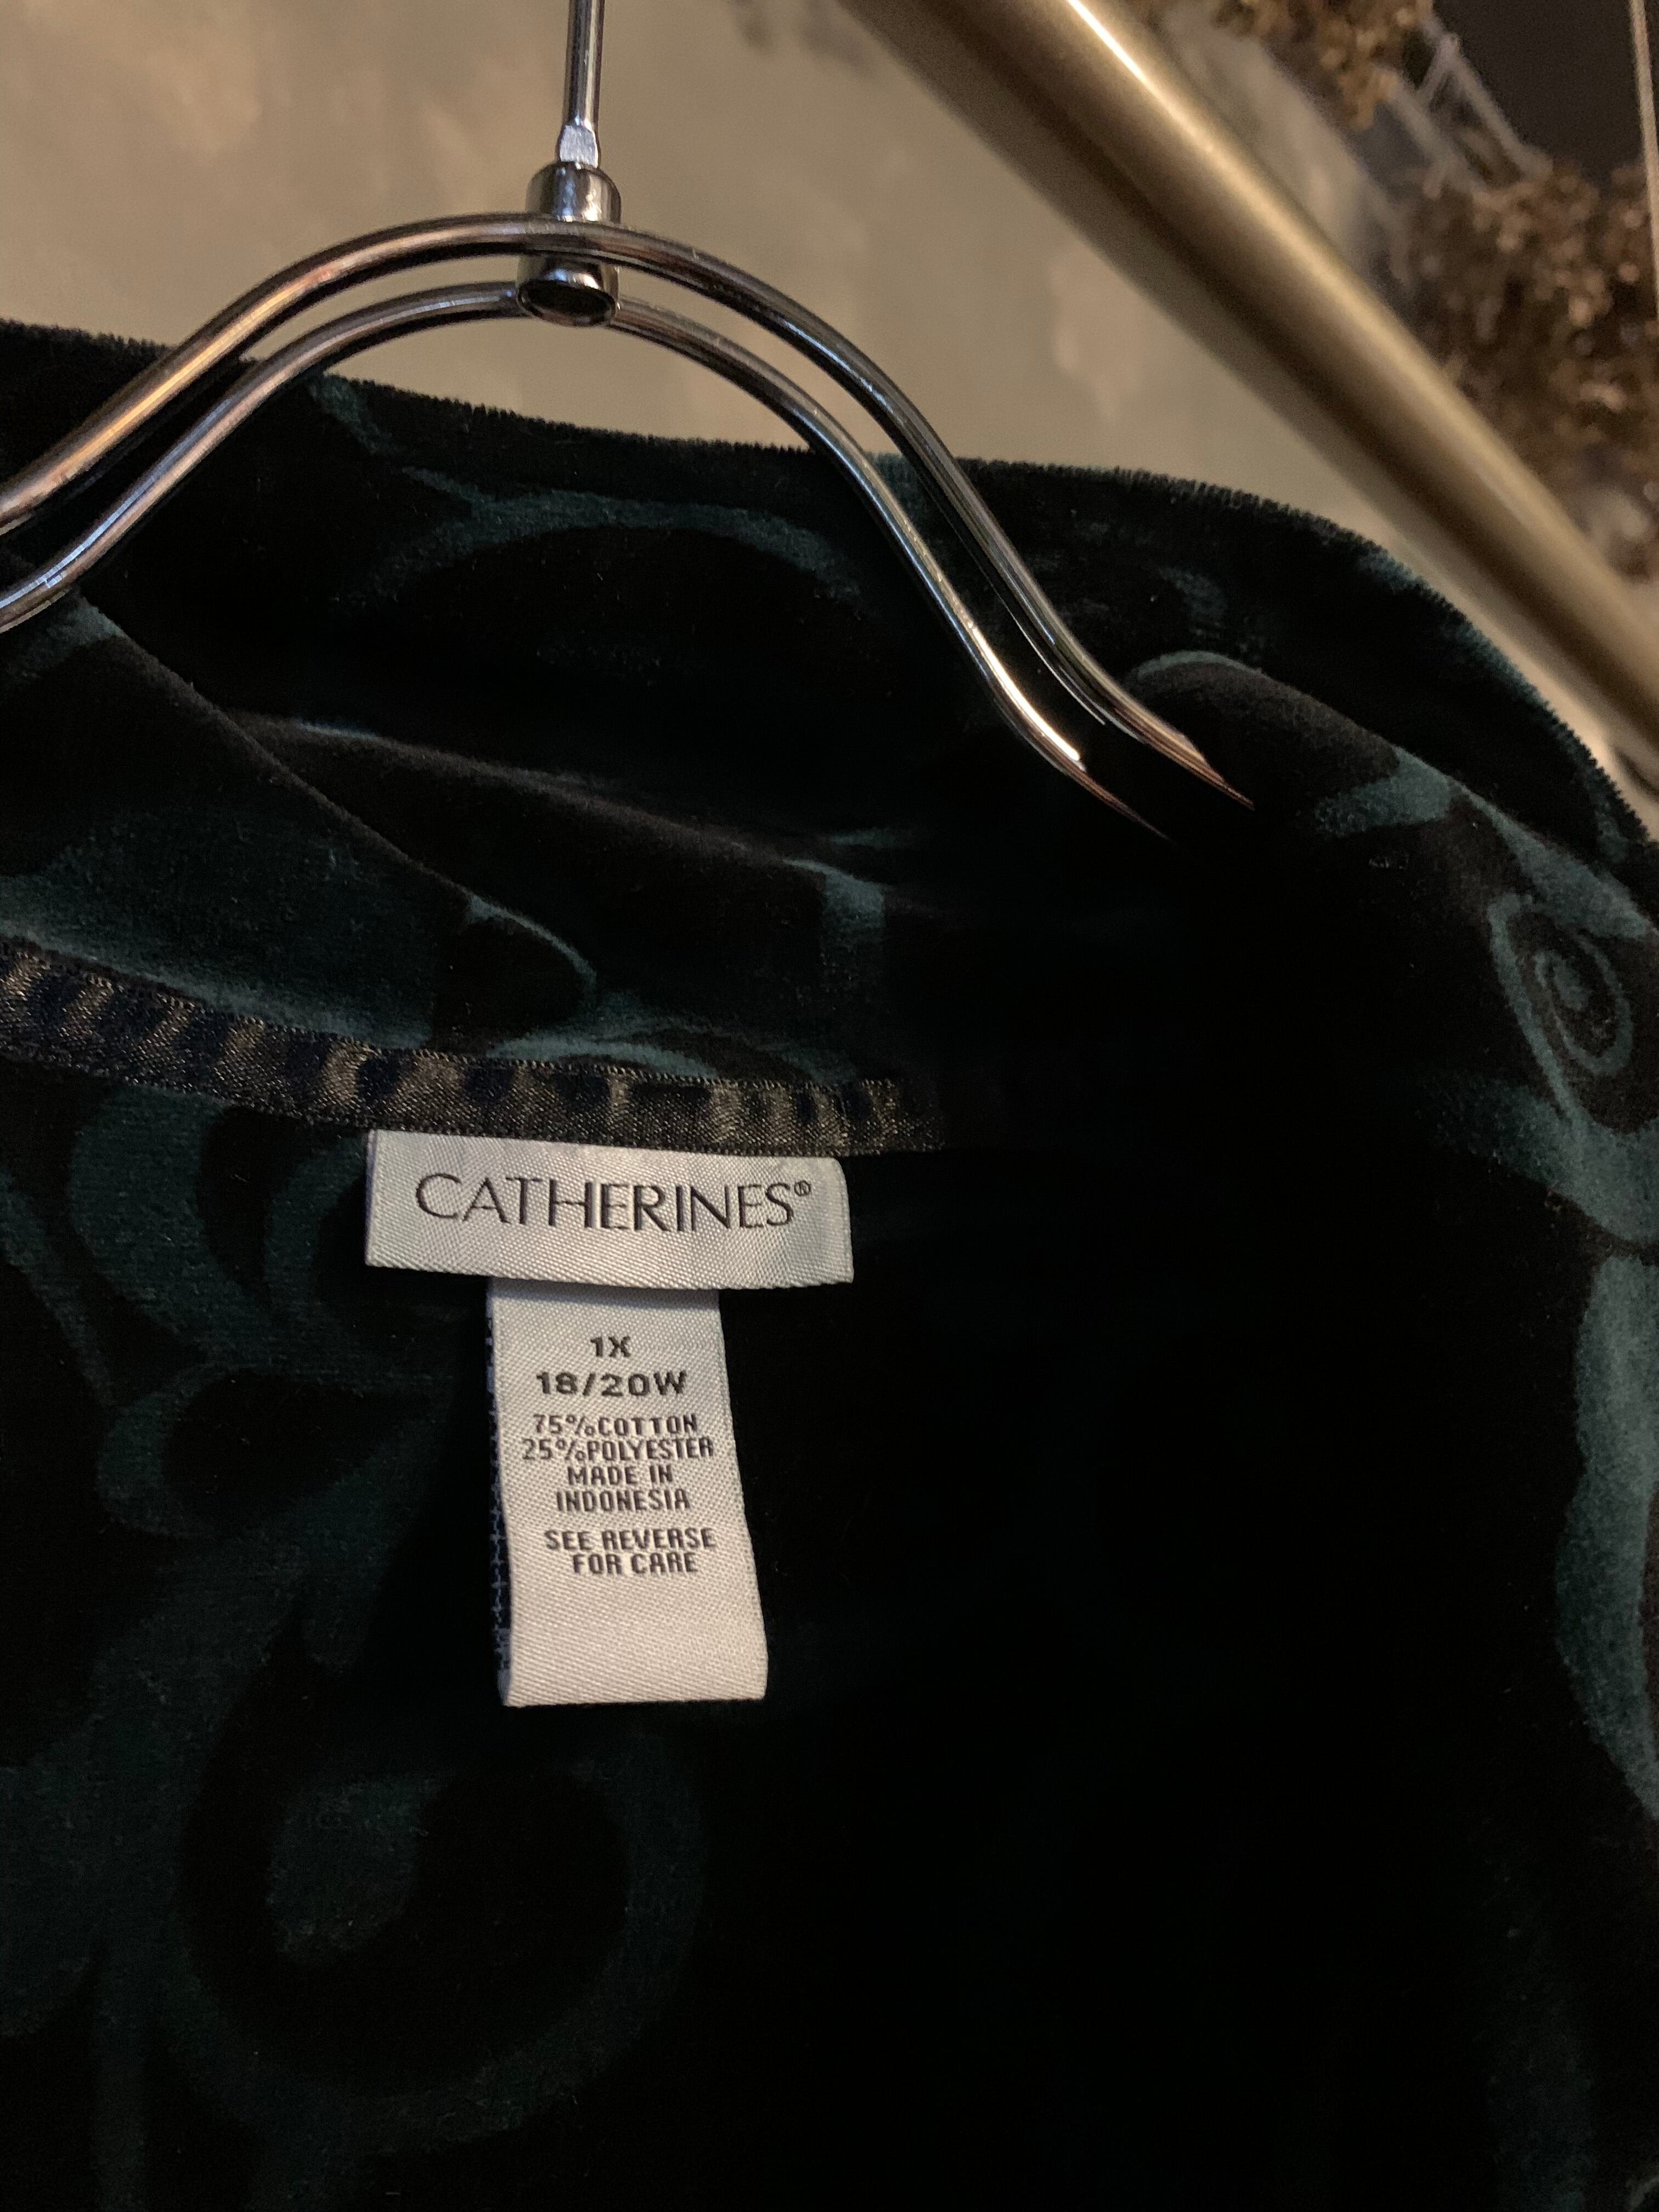 CATHERINES®
1X
18/20W
75%COTTON
25%POLYESTER
MADE IN
INDONESIA
SEE REVERSE
FOR CARE